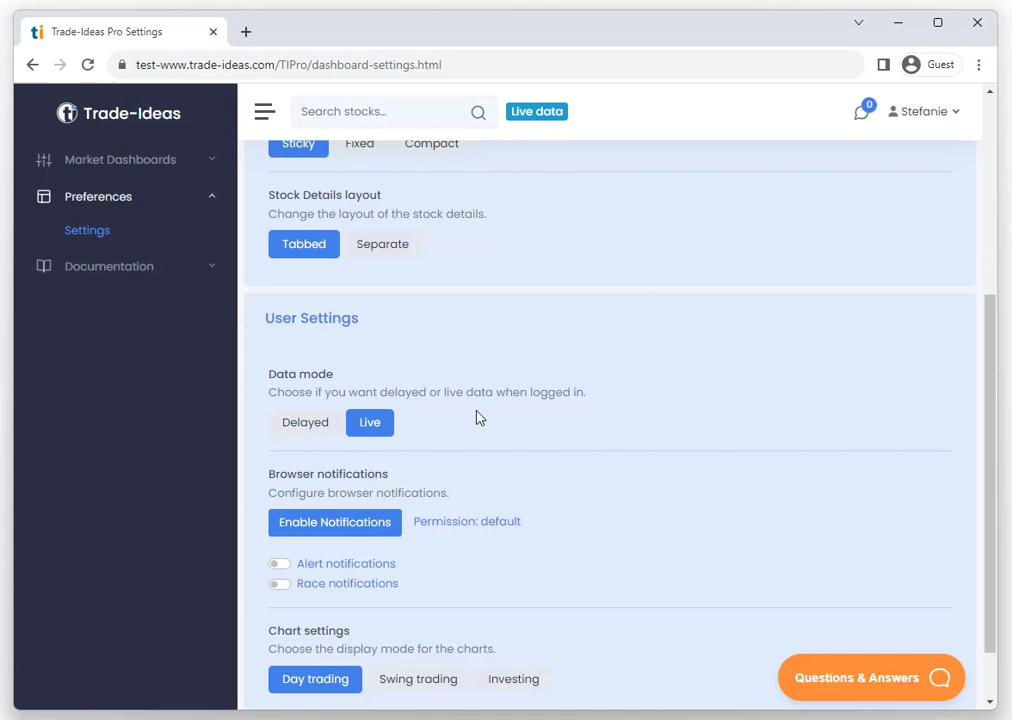 Trade-Ideas Pro Settings
test-www.trade-ideas.com/TIPro/dashboard-settings.html
Guest
Trade-Ideas
Search stocks...
Live data
0
Stefanie
Market Dashboards
Preferences
Settings
Documentation
Sticky
Fixed
Compact
Stock Details layout
Change the layout of the stock details.
Tabbed
Separate
User Settings
Data mode
Choose if you want delayed or live data when logged in.
Delayed
Live
Browser notifications
Configure browser notifications.
Enable Notifications
Permission: default
Alert notifications
Race notifications
Chart settings
Choose the display mode for the charts.
Day trading
Swing trading
Investing
Questions & Answers